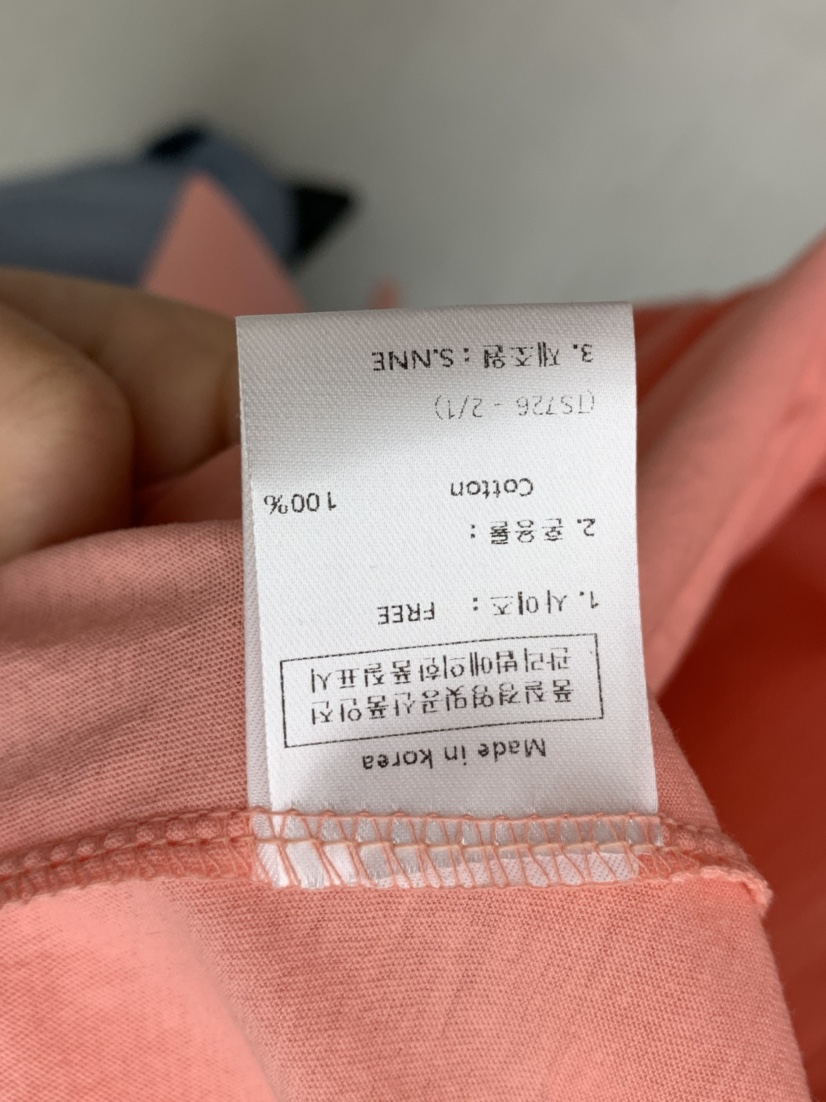 Made in korea
품질경영및공산품안전
관리법에의한품질표시
1. 사이즈 : FREE
2. 혼용률 :
Cotton 100%
(TS726 - 2/1)
3. 제조원 : S.NNE